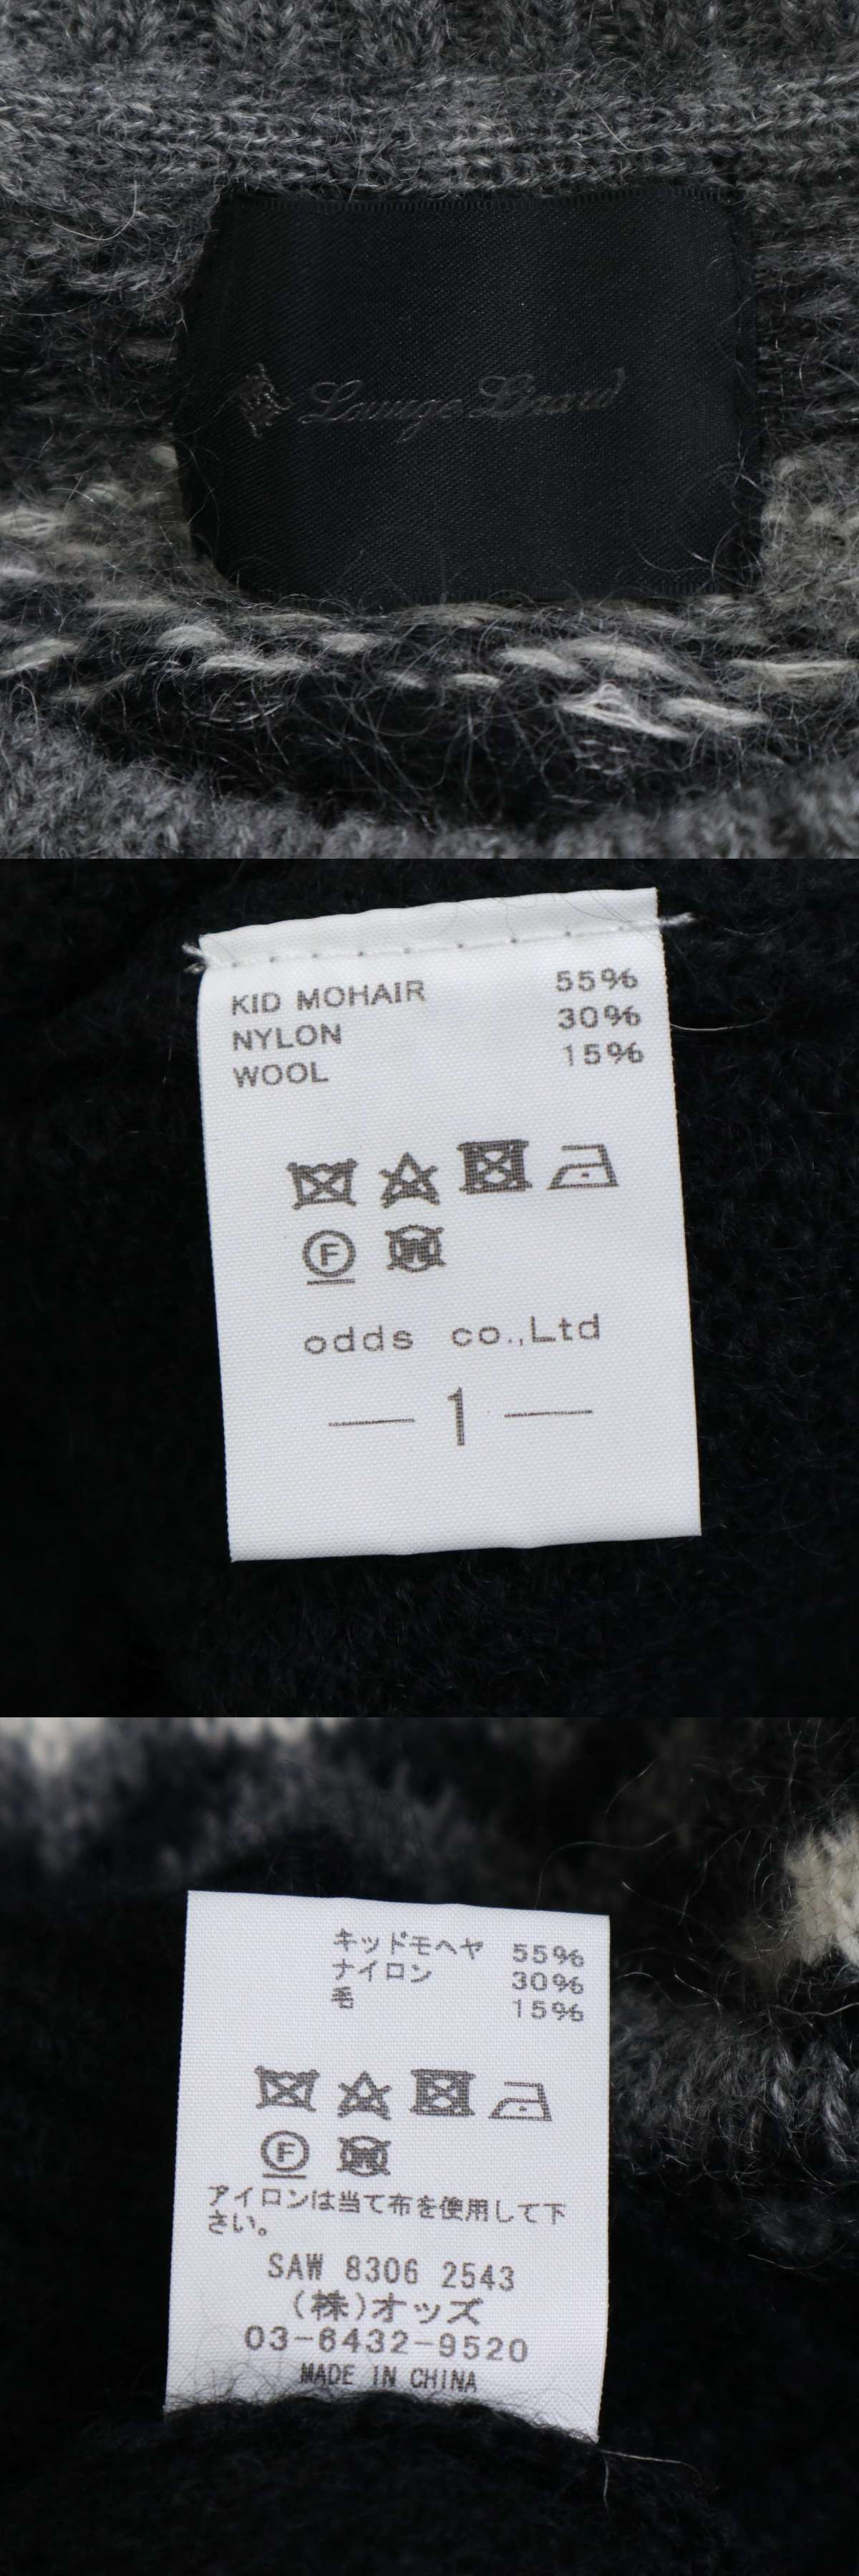 Lounge Lizard
KID MOHAIR 55%
NYLON 30%
WOOL 15%
F
W
odds co.,Ltd
— 1 —
キッドモヘヤ 55%
ナイロン 30%
毛 15%
F
W
アイロンは当て布を使用して下
さい。
SAW 8306 2543
(株)オッズ
03-6432-9520
MADE IN CHINA